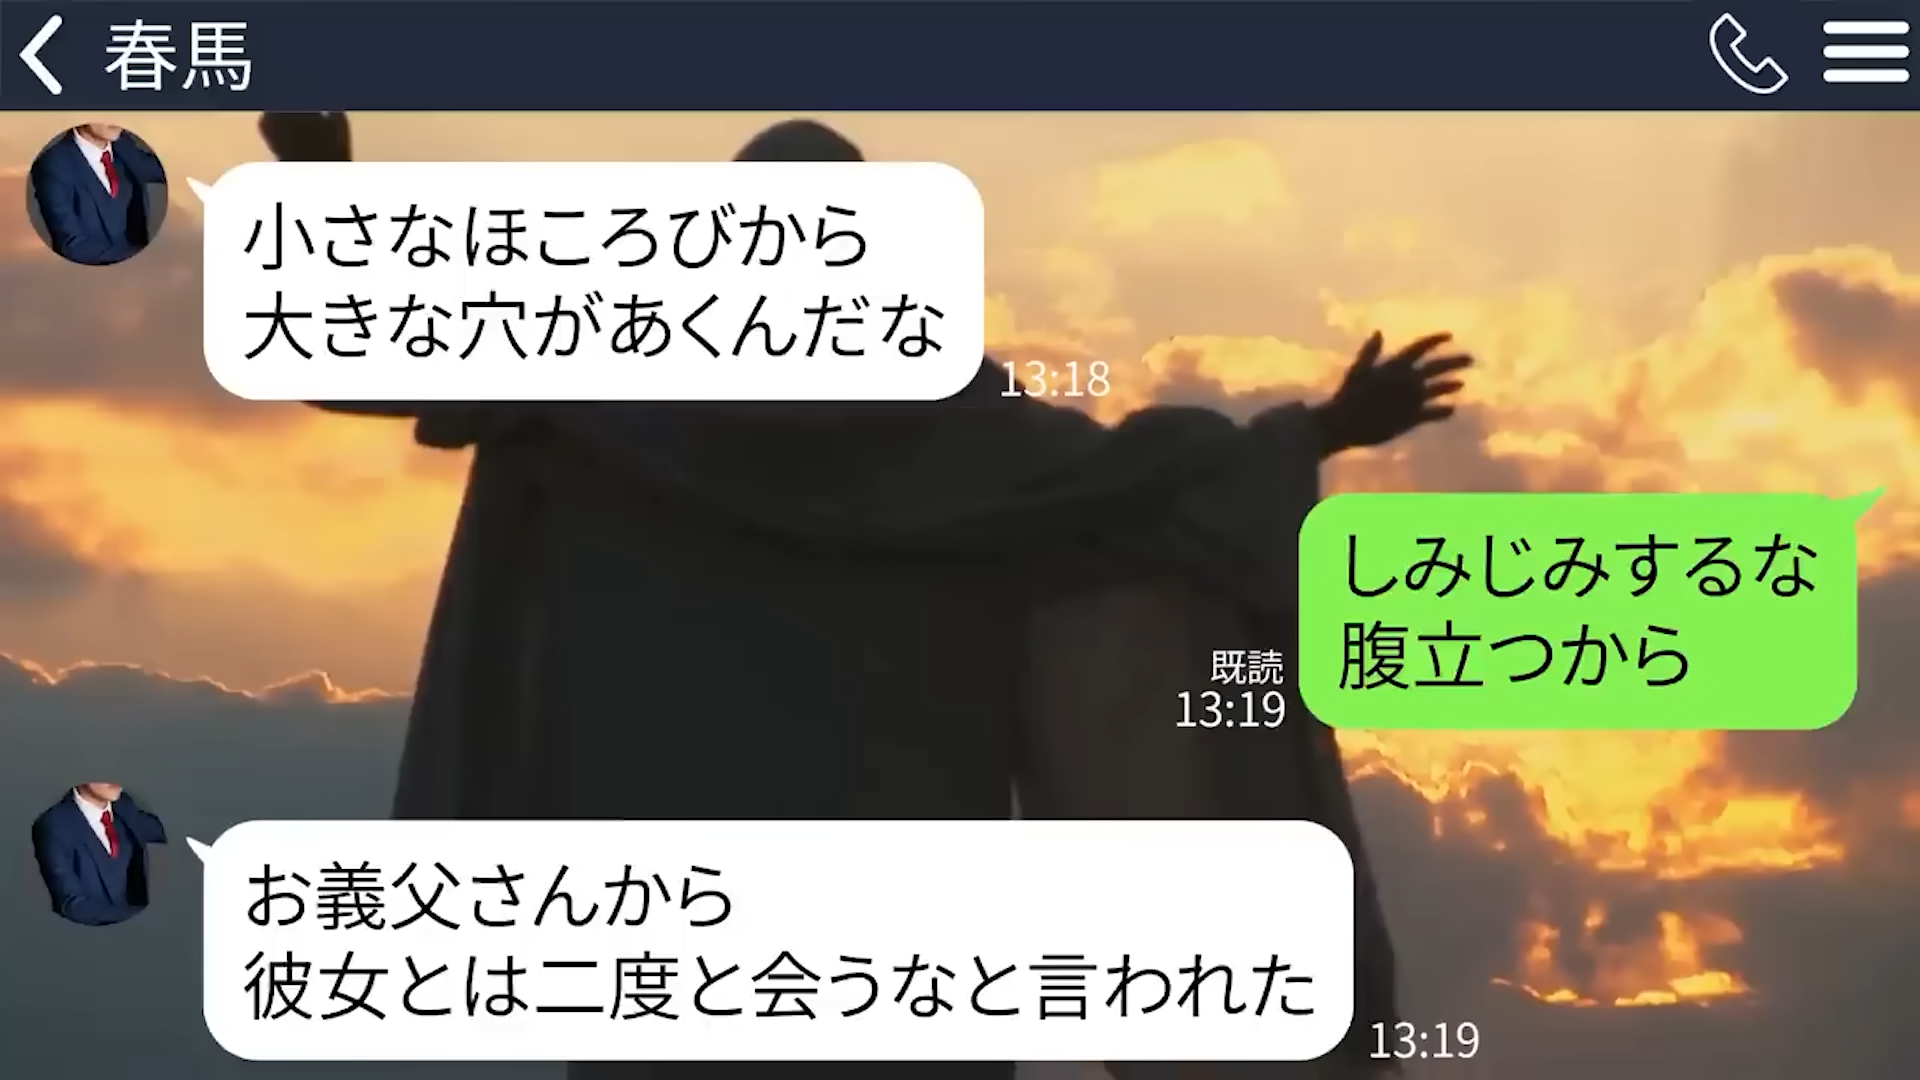 春馬
小さなほころびから
大きな穴があくんだな
13:18
しみじみするな
腹立つから
既読
13:19
お義父さんから
彼女とは二度と会うなと言われた
13:19